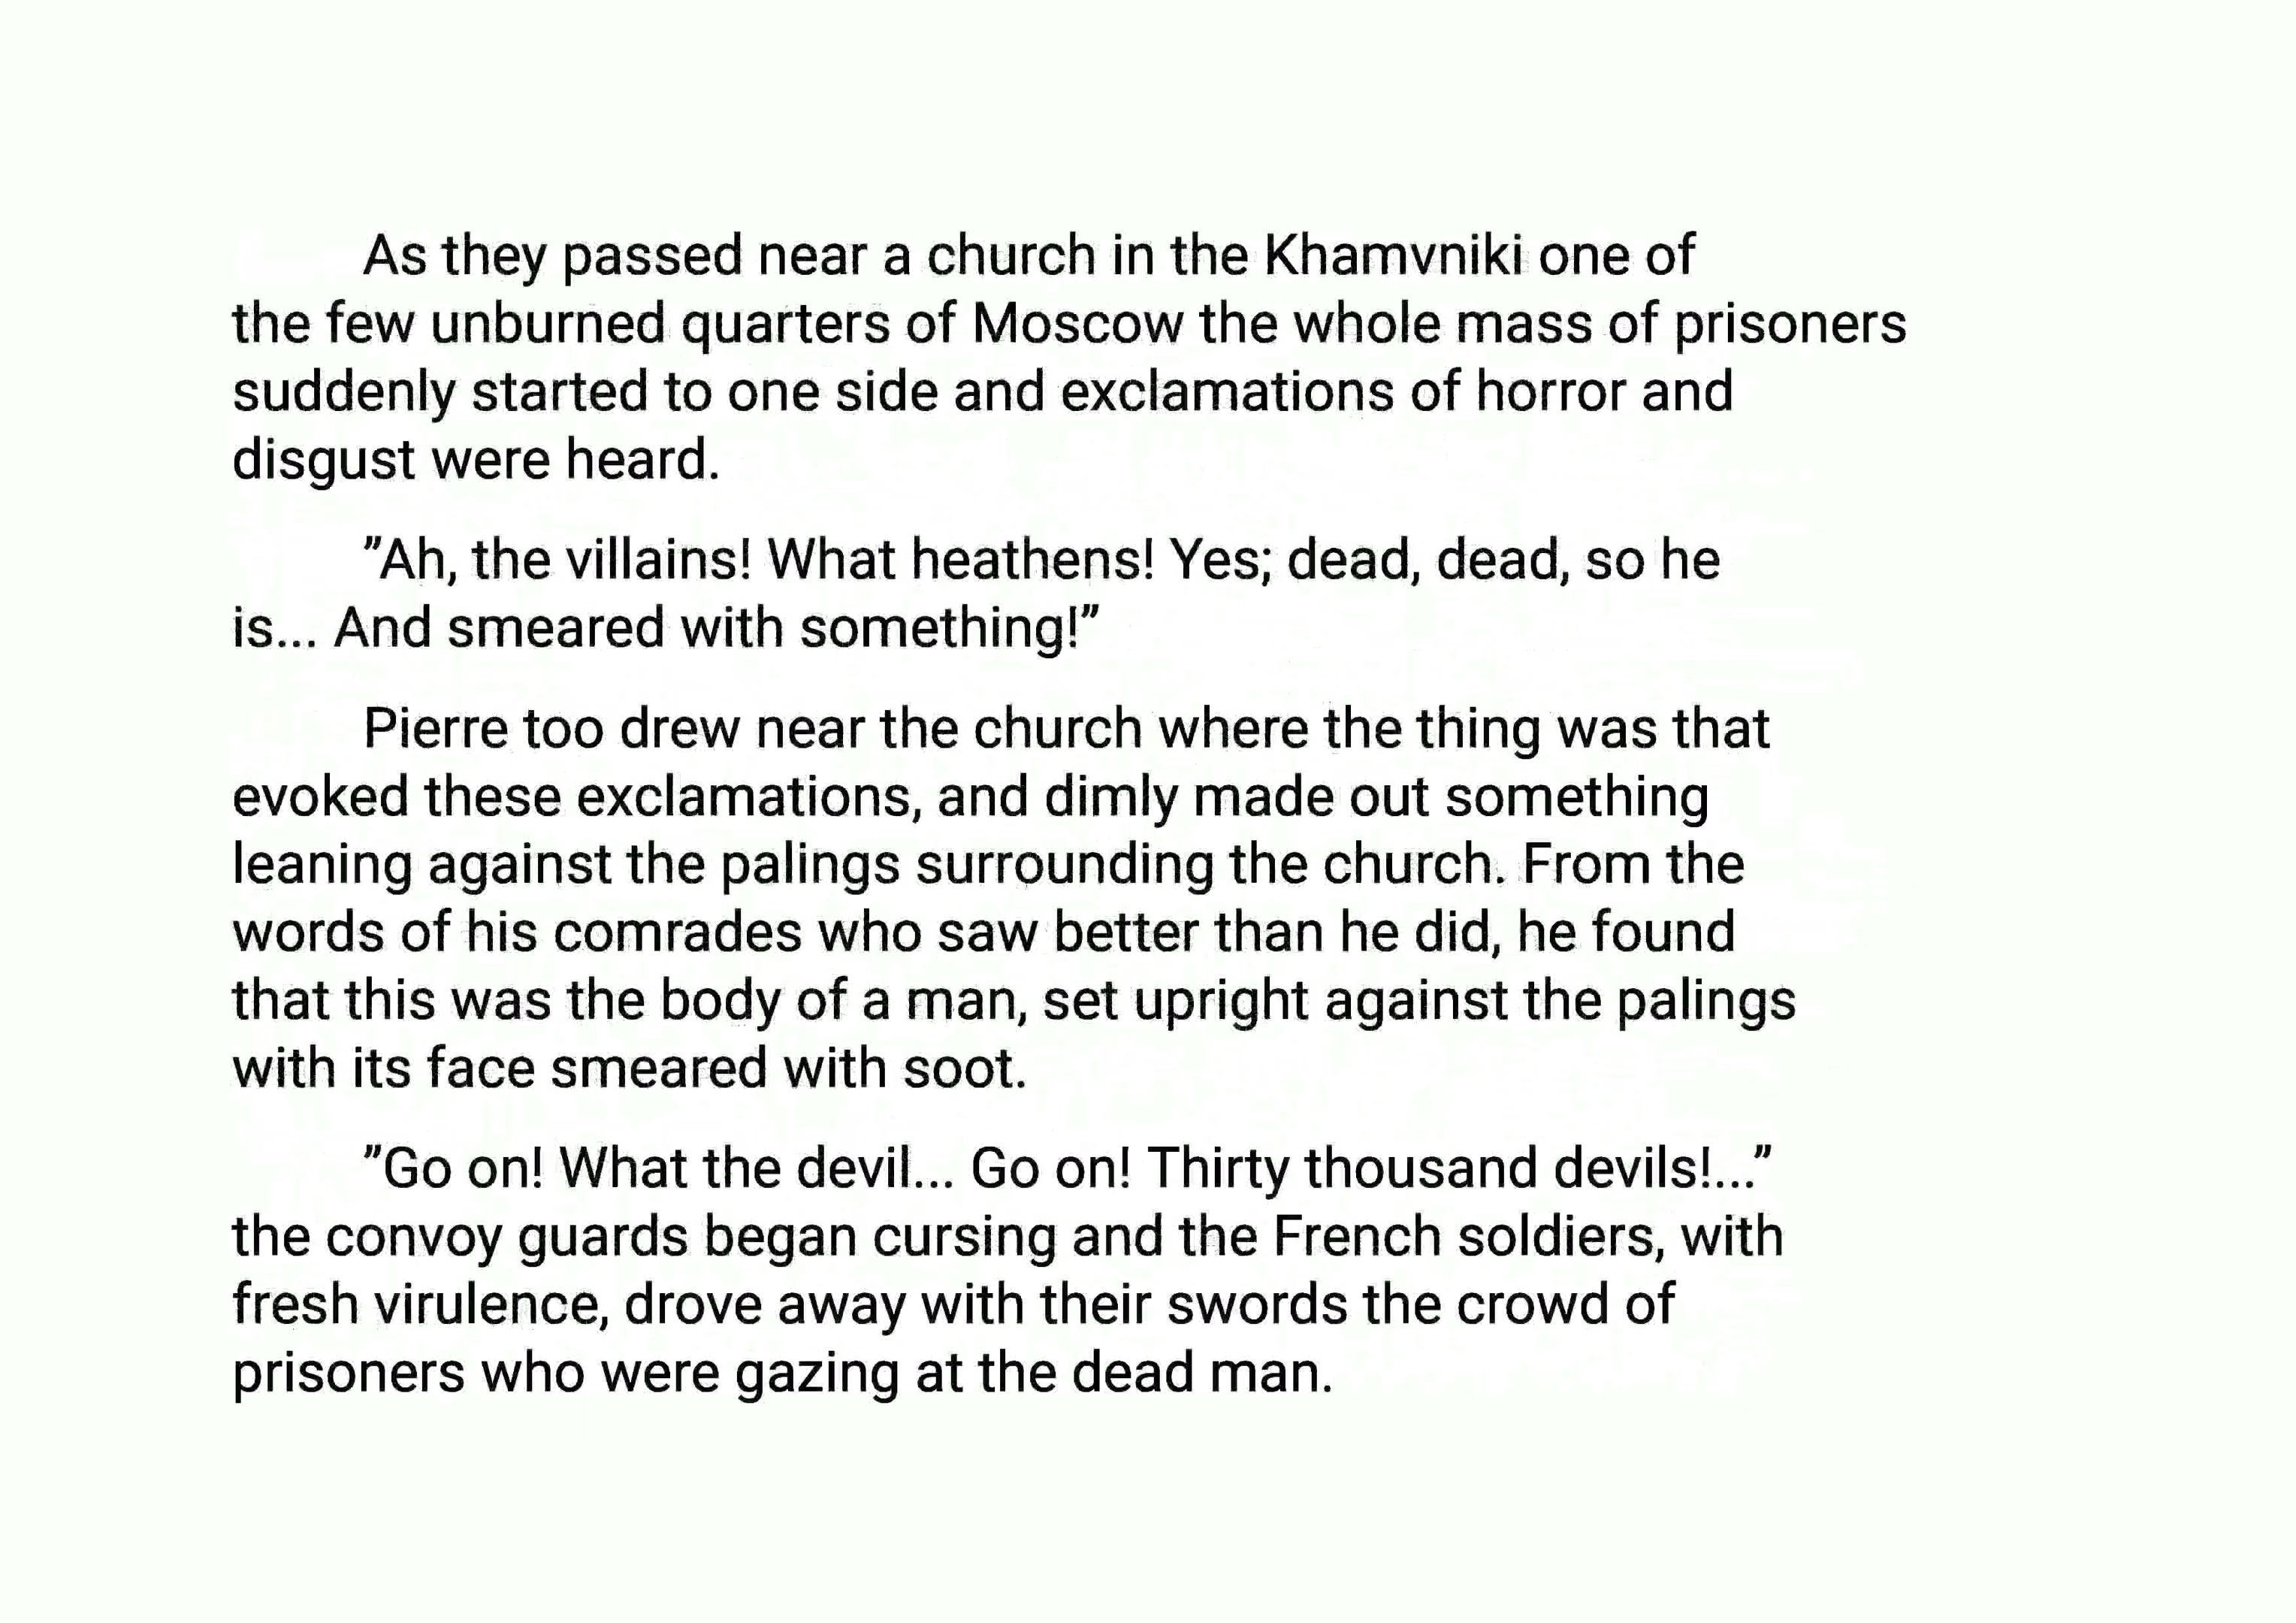 As they passed near a church in the Khamvniki one of
the few unburned quarters of Moscow the whole mass of prisoners
suddenly started to one side and exclamations of horror and
disgust were heard.
”Ah, the villains! What heathens! Yes; dead, dead, so he
is... And smeared with something!”
Pierre too drew near the church where the thing was that
evoked these exclamations, and dimly made out something
leaning against the palings surrounding the church. From the
words of his comrades who saw better than he did, he found
that this was the body of a man, set upright against the palings
with its face smeared with soot.
”Go on! What the devil... Go on! Thirty thousand devils!...”
the convoy guards began cursing and the French soldiers, with
fresh virulence, drove away with their swords the crowd of
prisoners who were gazing at the dead man.